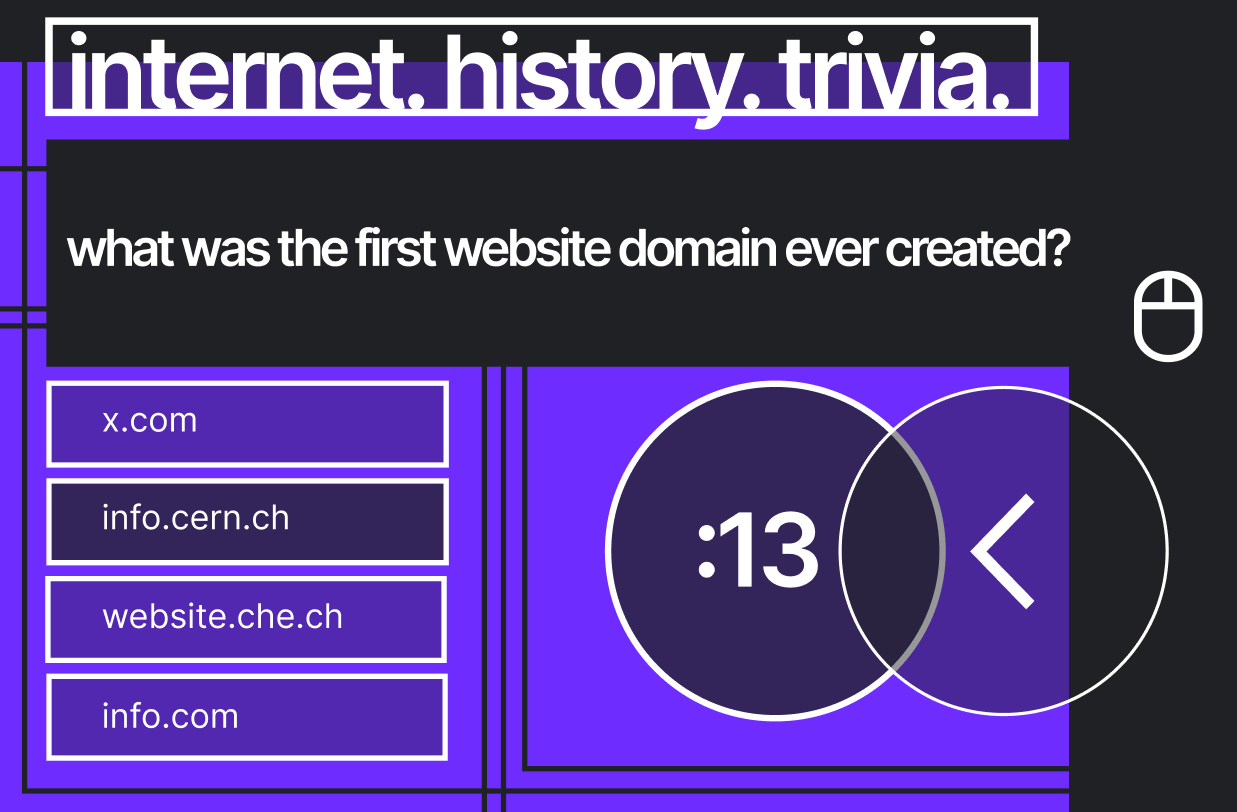 internet. history. trivia.
what was the first website domain ever created?
x.com
info.cern.ch
website.che.ch
info.com
:13